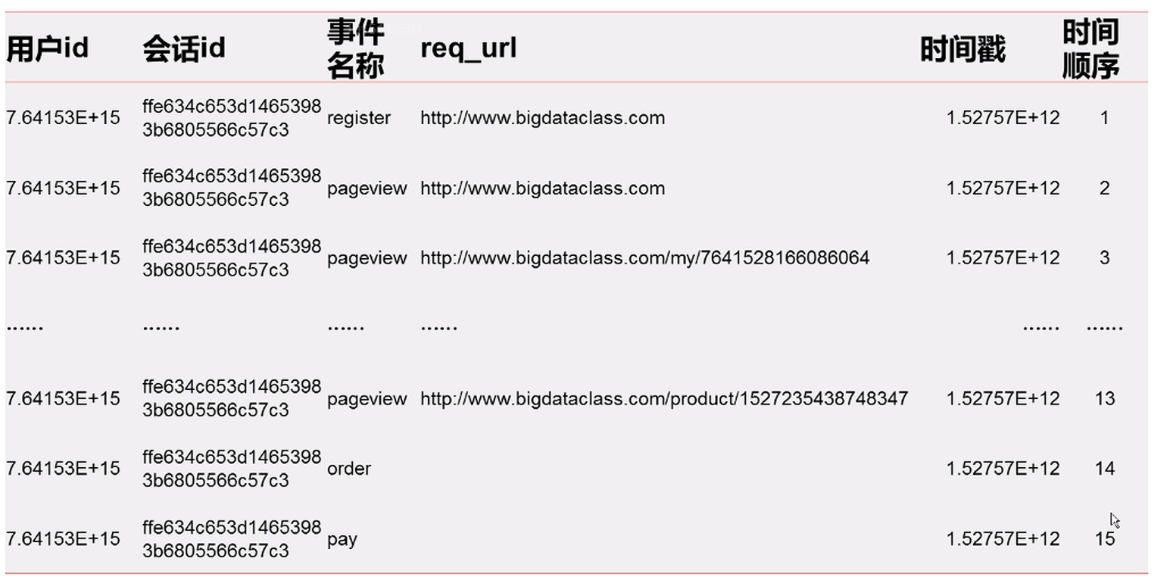 用户id 会话id 事件名称 req_url 时间戳 时间顺序
7.64153E+15 ffe634c653d14653983b6805566c57c3 register http://www.bigdataclass.com 1.52757E+12 1
7.64153E+15 ffe634c653d14653983b6805566c57c3 pageview http://www.bigdataclass.com 1.52757E+12 2
7.64153E+15 ffe634c653d14653983b6805566c57c3 pageview http://www.bigdataclass.com/my/7641528166086064 1.52757E+12 3
...... ...... ...... ...... ...... ......
7.64153E+15 ffe634c653d14653983b6805566c57c3 pageview http://www.bigdataclass.com/product/1527235438748347 1.52757E+12 13
7.64153E+15 ffe634c653d14653983b6805566c57c3 order 1.52757E+12 14
7.64153E+15 ffe634c653d14653983b6805566c57c3 pay 1.52757E+12 15